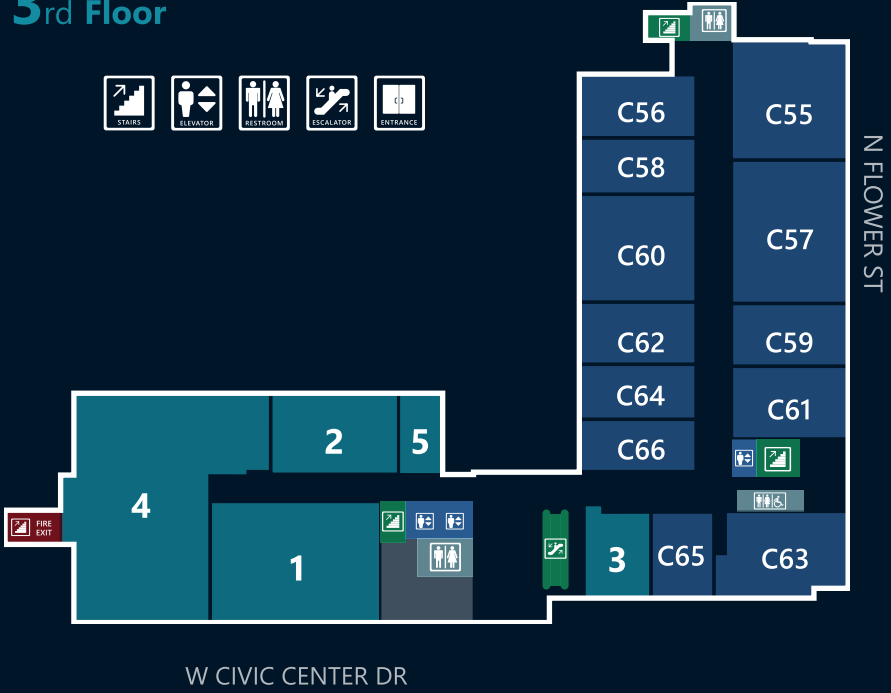 3rd Floor
STAIRS
ELEVATOR
RESTROOM
ESCALATOR
ENTRANCE
C56
C55
C58
C57
C60
C62
C59
C64
C61
C66
N FLOWER ST
2
5
4
1
3
C65
C63
FIRE
EXIT
W CIVIC CENTER DR